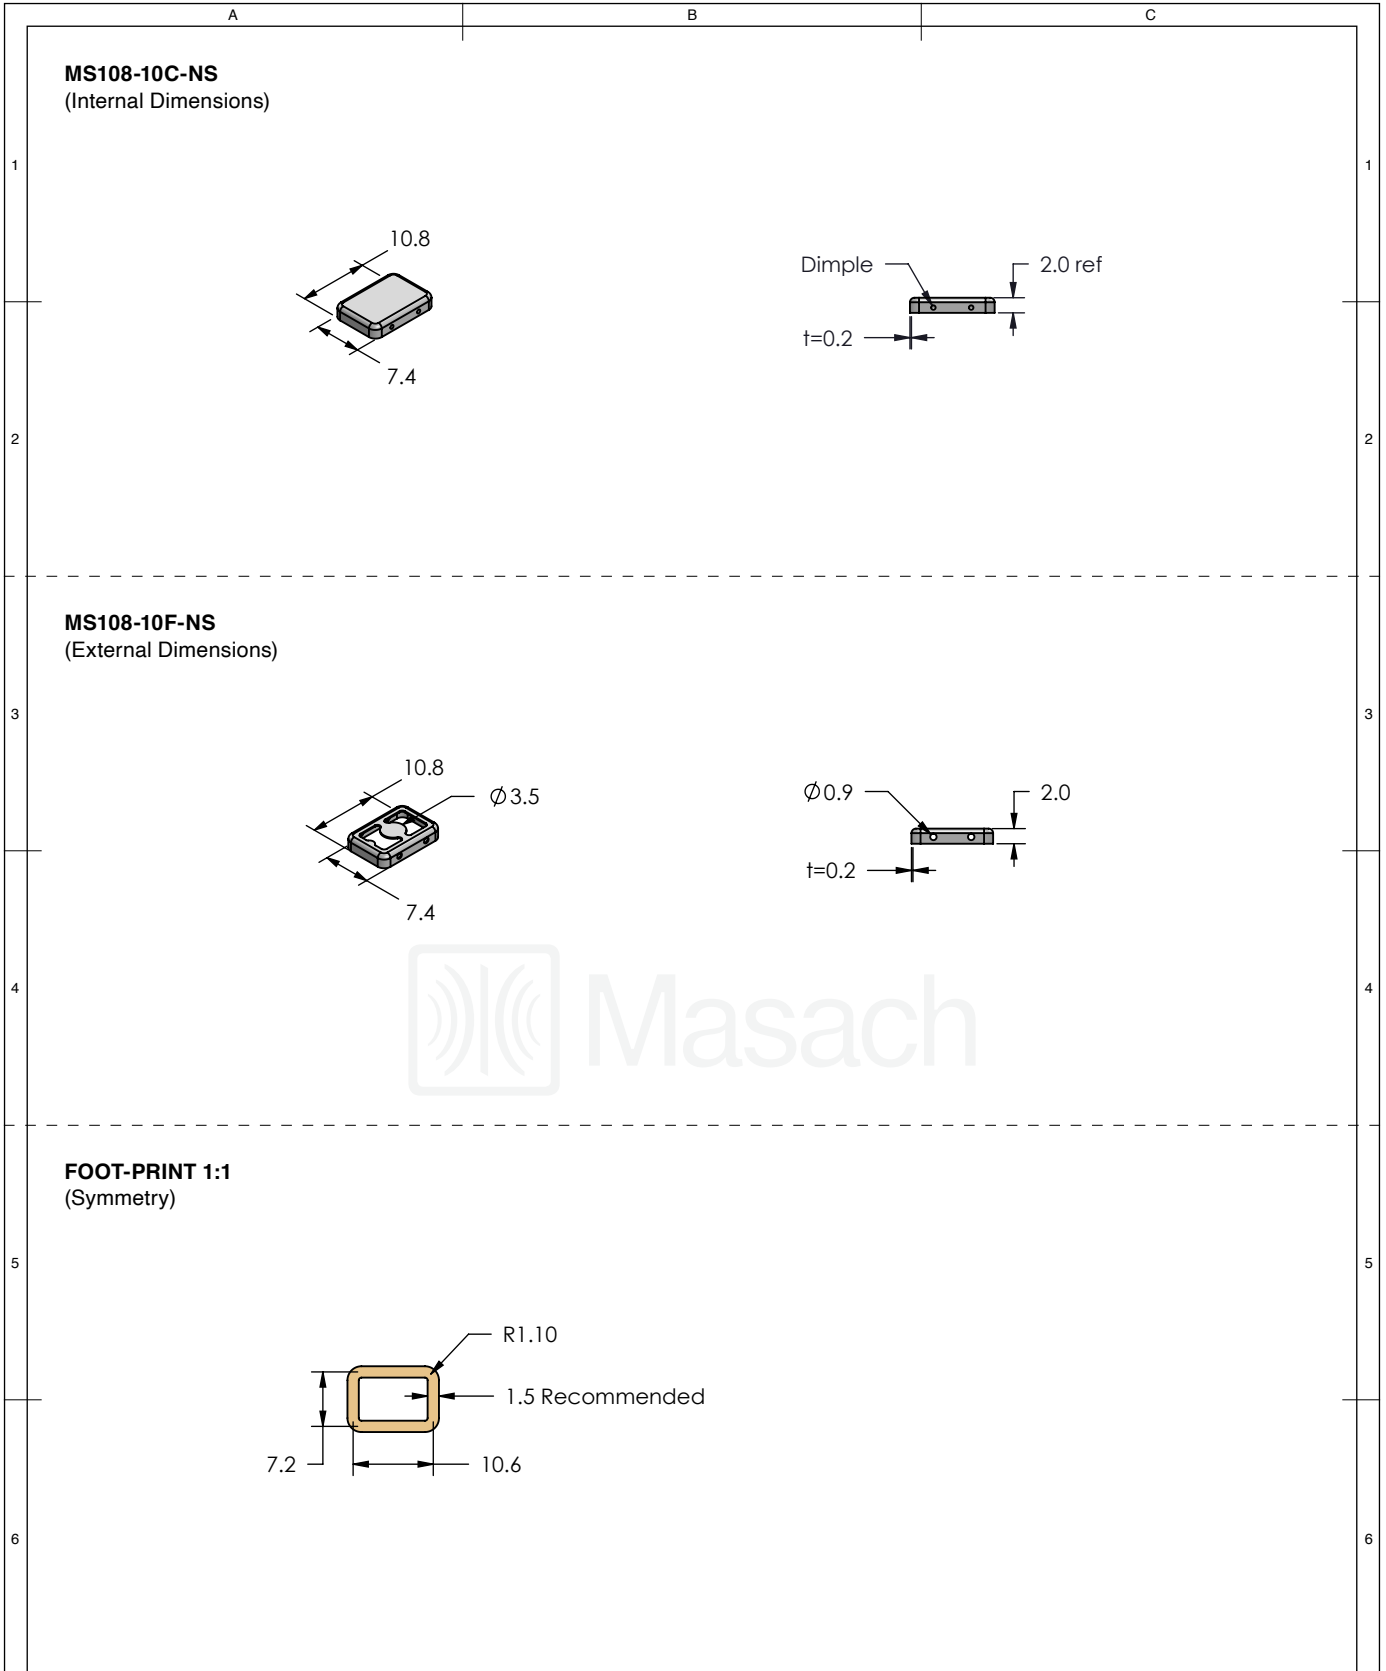 A B C
MS108-10C-NS
(Internal Dimensions)
1 1
10.8
Dimple 2.0 ref
t=0.2
7.4
2 2
MS108-10F-NS
(External Dimensions)
3 3
10.8
Ø3.5
Ø0.9 2.0
t=0.2
7.4
4 4
Masach
FOOT-PRINT 1:1
(Symmetry)
5 5
R1.10
1.5 Recommended
7.2 10.6
6 6